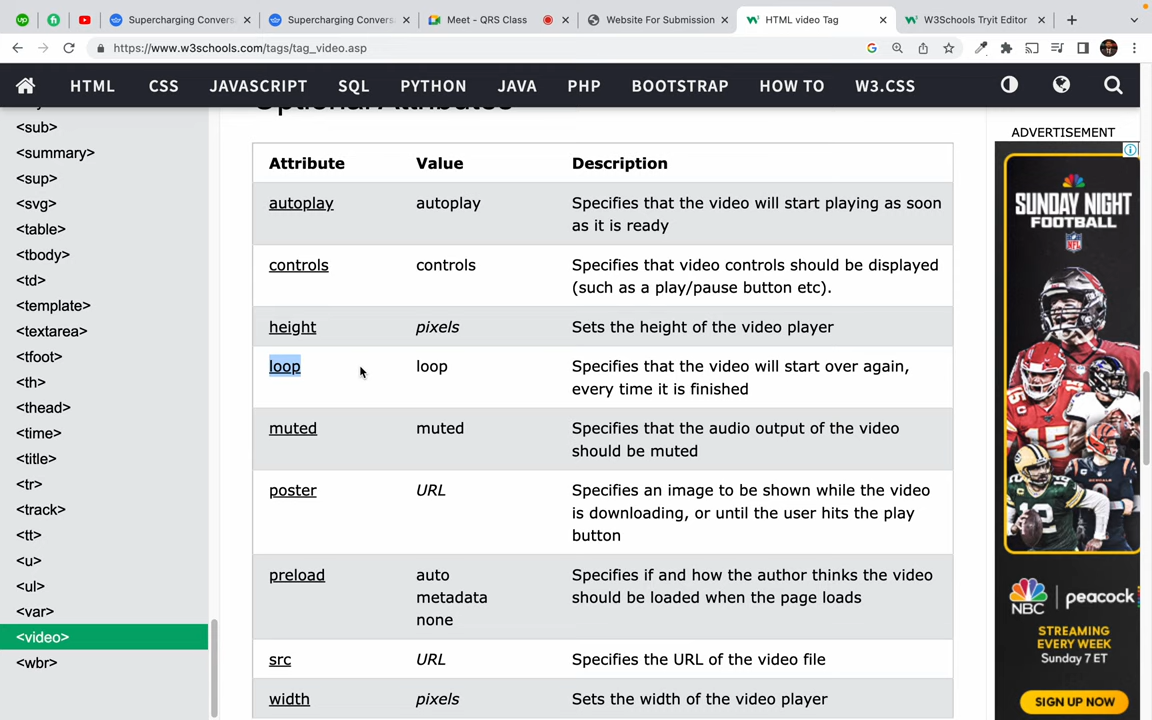 Supercharging Convers
Supercharging Convers
Meet - QRS Class
Website For Submission
HTML video Tag
W3Schools Tryit Editor
https://www.w3schools.com/tags/tag_video.asp
HTML CSS JAVASCRIPT SQL PYTHON JAVA PHP BOOTSTRAP HOW TO W3.CSS
<sub>
<summary>
<sup>
<svg>
<table>
<tbody>
<td>
<template>
<textarea>
<tfoot>
<th>
<thead>
<time>
<title>
<tr>
<track>
<tt>
<u>
<ul>
<var>
<video>
<wbr>
Optional Attributes
Attribute Value Description
autoplay autoplay Specifies that the video will start playing as soon
as it is ready
controls controls Specifies that video controls should be displayed
(such as a play/pause button etc).
height pixels Sets the height of the video player
loop loop Specifies that the video will start over again,
every time it is finished
muted muted Specifies that the audio output of the video
should be muted
poster URL Specifies an image to be shown while the video
is downloading, or until the user hits the play
button
preload auto Specifies if and how the author thinks the video
metadata should be loaded when the page loads
none
src URL Specifies the URL of the video file
width pixels Sets the width of the video player
ADVERTISEMENT
SUNDAY NIGHT
FOOTBALL
NBC peacock
STREAMING
EVERY WEEK
Sunday 7 ET
SIGN UP NOW